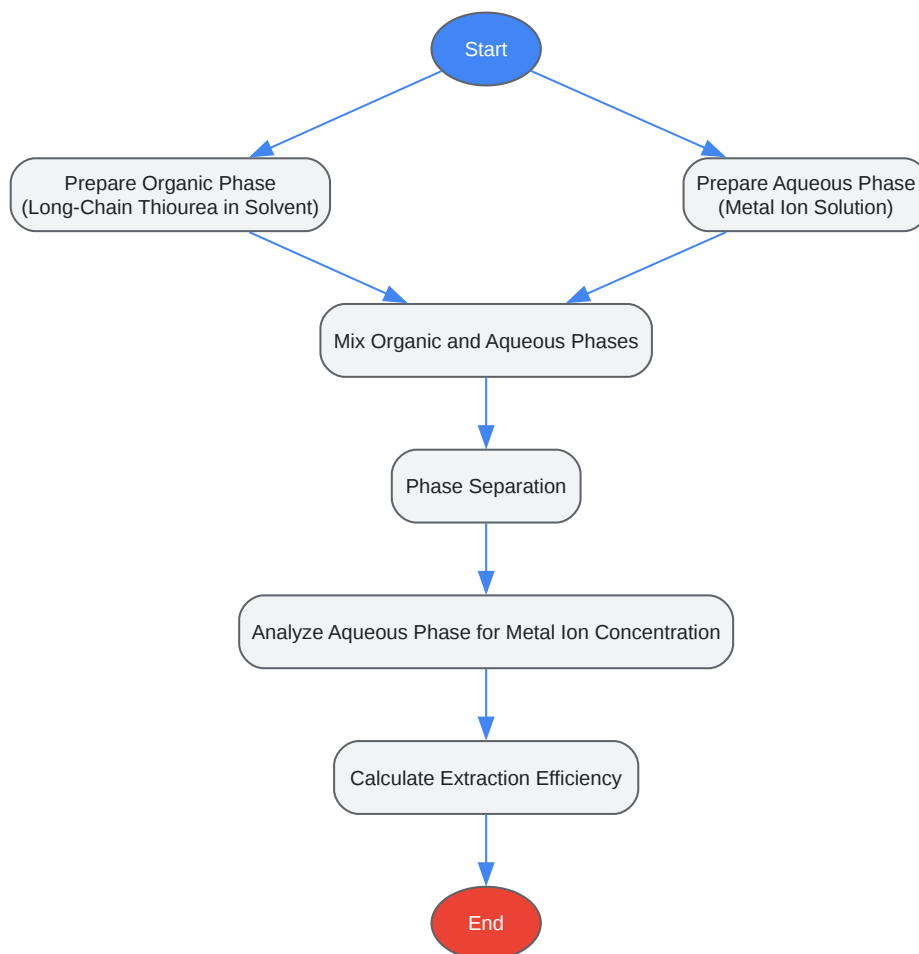 Start
Prepare Organic Phase
(Long-Chain Thiourea in Solvent)
Prepare Aqueous Phase
(Metal Ion Solution)
Mix Organic and Aqueous Phases
Phase Separation
Analyze Aqueous Phase for Metal Ion Concentration
Calculate Extraction Efficiency
End